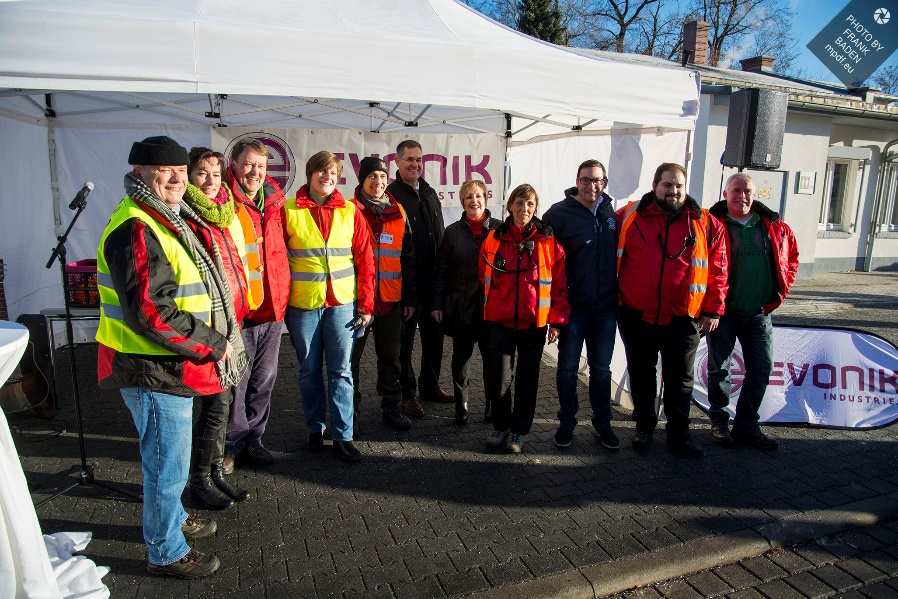 PHOTO BY
FRANK
BADEN
mpdf.eu
EVONIK
INDUSTRIES
EVONIK
INDUSTRIES